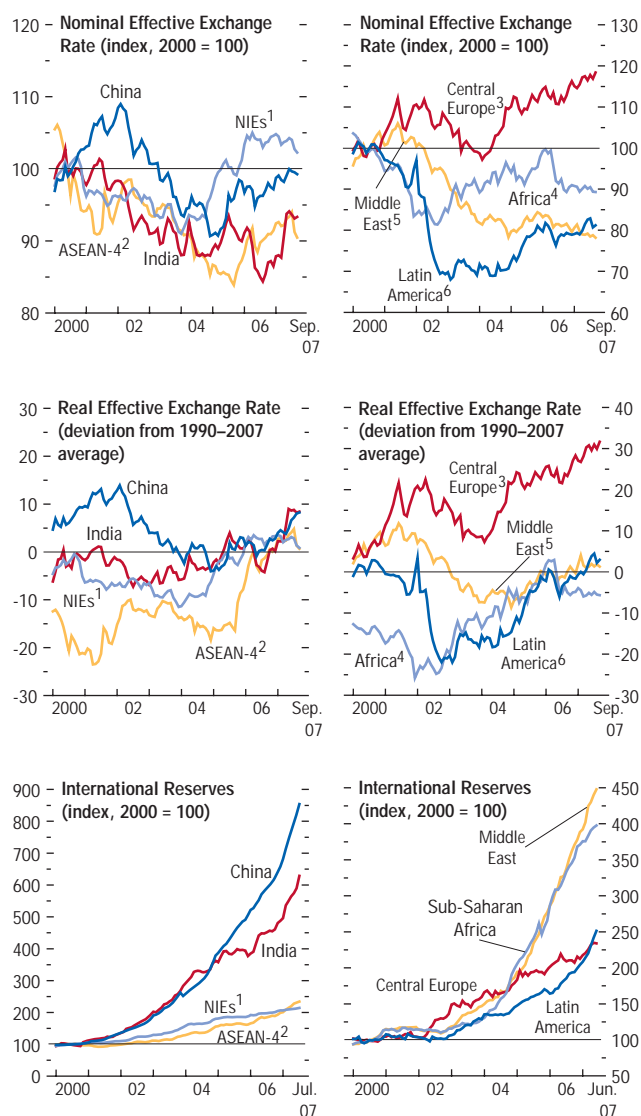 Nominal Effective Exchange
Rate (index, 2000 = 100)
120
110
100
90
80
China
NIEs1
ASEAN-42
India
2000 02 04 06 Sep.
07
Nominal Effective Exchange
Rate (index, 2000 = 100)
130
120
110
100
90
80
70
60
Central
Europe3
Middle
East5
Africa4
Latin
America6
2000 02 04 06 Sep.
07
Real Effective Exchange Rate
(deviation from 1990–2007
average)
30
20
10
0
-10
-20
-30
China
India
NIEs1
ASEAN-42
2000 02 04 06 Sep.
07
Real Effective Exchange Rate
(deviation from 1990–2007
average)
40
30
20
10
0
-10
-20
-30
Central
Europe3
Middle
East5
Africa4
Latin
America6
2000 02 04 06 Sep.
07
International Reserves
(index, 2000 = 100)
900
800
700
600
500
400
300
200
100
0
China
India
NIEs1
ASEAN-42
2000 02 04 06 Jul.
07
International Reserves
(index, 2000 = 100)
450
400
350
300
250
200
150
100
50
Middle
East
Sub-Saharan
Africa
Central Europe
Latin
America
2000 02 04 06 Jun.
07